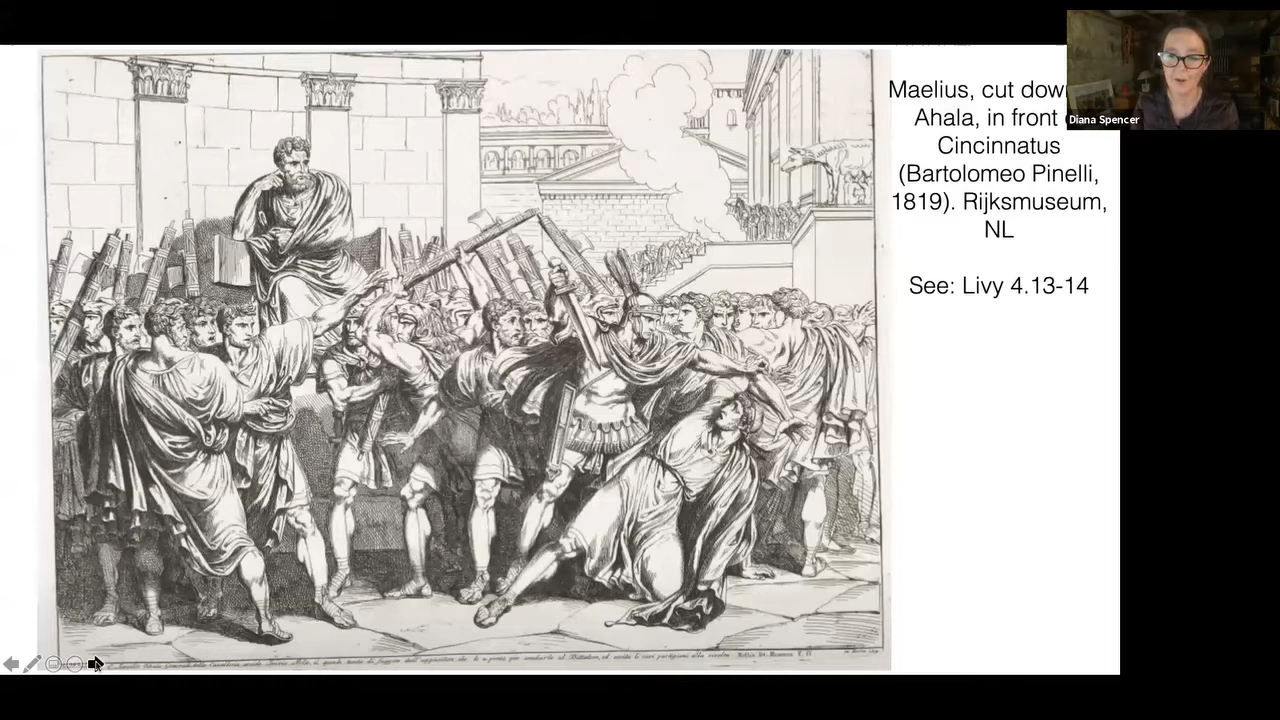 Maelius, cut dow
Ahala, in front
Cincinnatus
(Bartolomeo Pinelli,
1819). Rijksmuseum,
NL
See: Livy 4.13-14
Diana Spencer